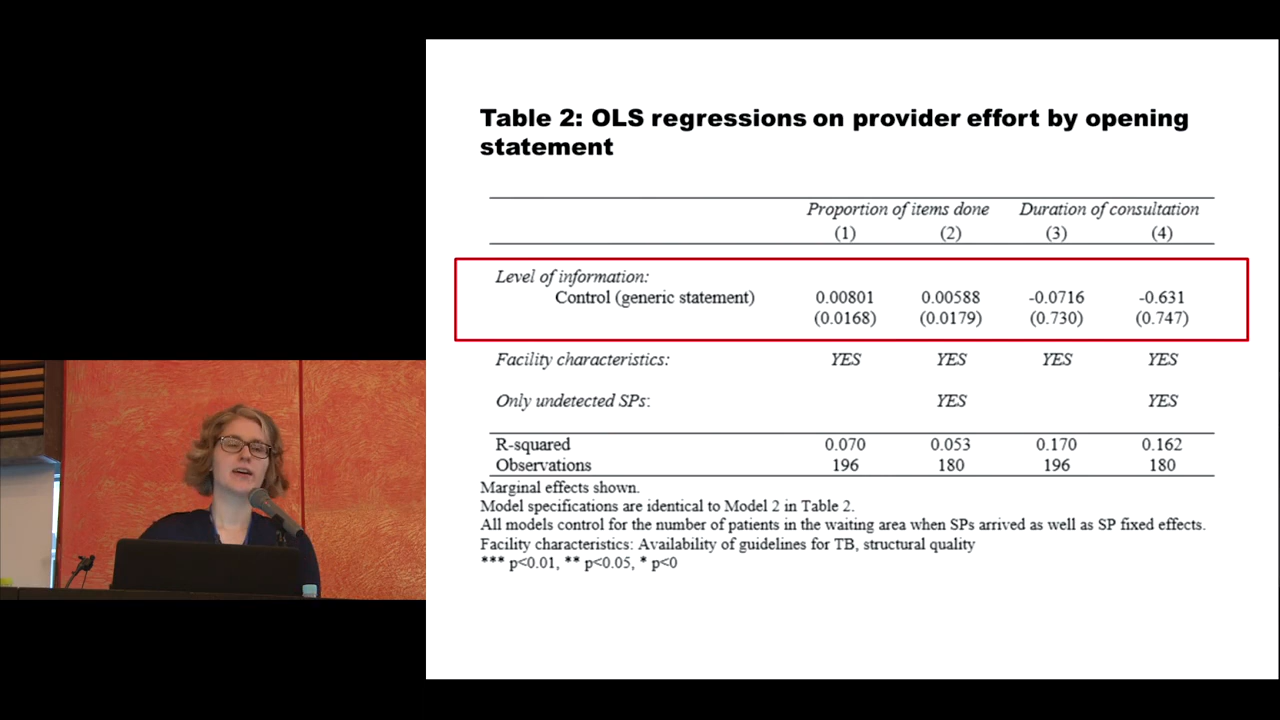 Table 2: OLS regressions on provider effort by opening
statement
Proportion of items done Duration of consultation
(1) (2) (3) (4)
Level of information:
Control (generic statement) 0.00801 0.00588 -0.0716 -0.631
(0.0168) (0.0179) (0.730) (0.747)
Facility characteristics: YES YES YES YES
Only undetected SPs: YES YES
R-squared 0.070 0.053 0.170 0.162
Observations 196 180 196 180
Marginal effects shown.
Model specifications are identical to Model 2 in Table 2.
All models control for the number of patients in the waiting area when SPs arrived as well as SP fixed effects.
Facility characteristics: Availability of guidelines for TB, structural quality
*** p<0.01, ** p<0.05, * p<0